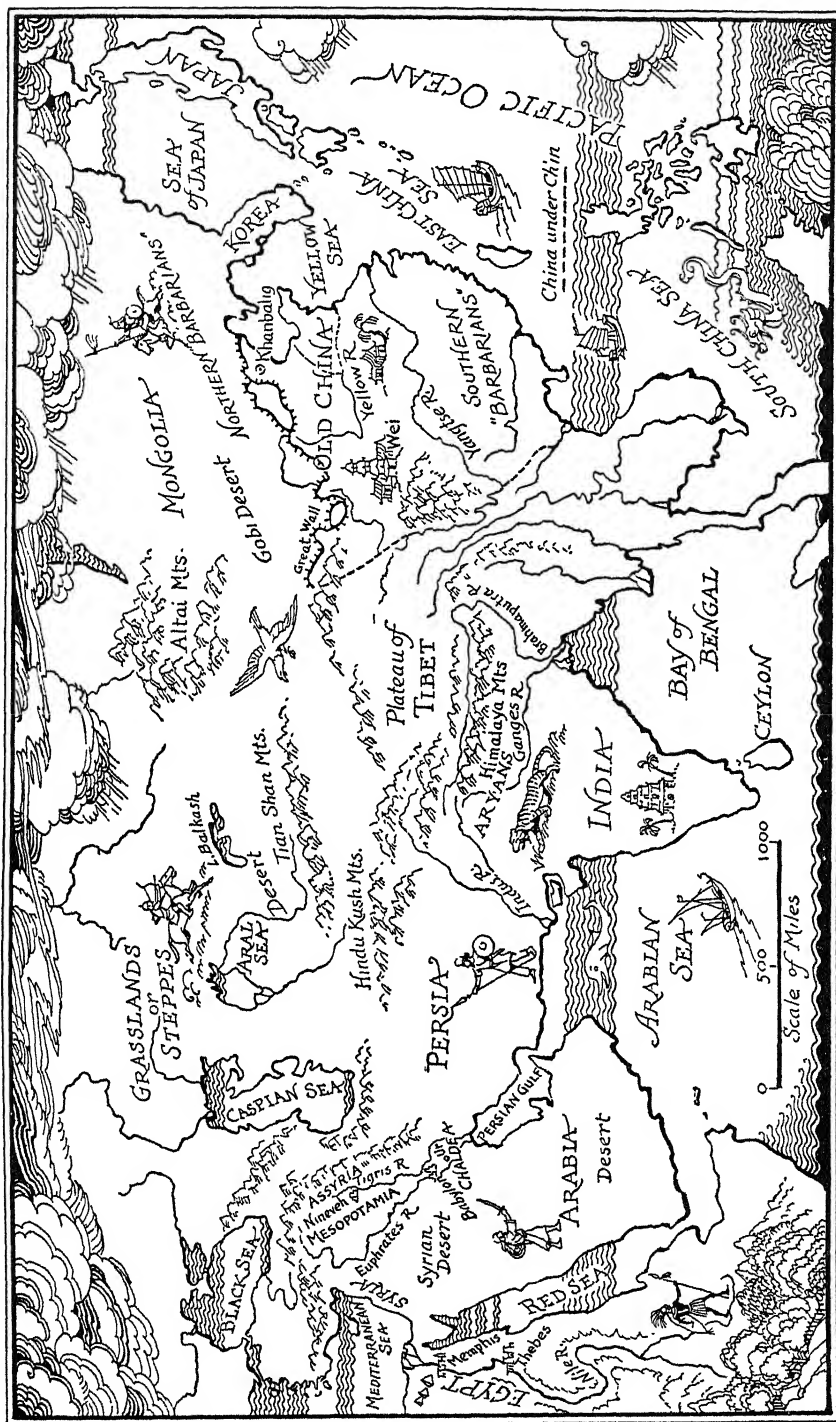 GRASSLANDS
or
STEPPES
L. Balkash
ARAL
SEA
Desert
Tian Shan Mts.
Altai Mts.
MONGOLIA
Gobi Desert
NORTHERN BARBARIANS"
SEA
of JAPAN
JAPAN
KOREA
YELLOW
SEA
Khanbalig
OLD CHINA
Yellow R
Wei
Great Wall
BLACK SEA
CASPIAN SEA
ASSYRIA
Nineveh
Tigris R
MESOPOTAMIA
Euphrates R
Babylon
CHALDEA
SYRIA
Syrian
Desert
MEDITERRANEAN
SEA
Memphis
Thebes
EGYPT
Nile R.
RED SEA
ARABIA
Desert
PERSIAN GULF
PERSIA
Hindu Kush Mts.
Indus R.
Plateau of
TIBET
Himalaya Mts
ARYANS
Ganges R
Brahmaputra R.
INDIA
Yangtse R.
SOUTHERN
"BARBARIANS"
EAST CHINA
SEA
PACIFIC OCEAN
China under Ch'in
SOUTH CHINA SEA
BAY of
BENGAL
CEYLON
ARABIAN
SEA
0 500 1000
Scale of Miles